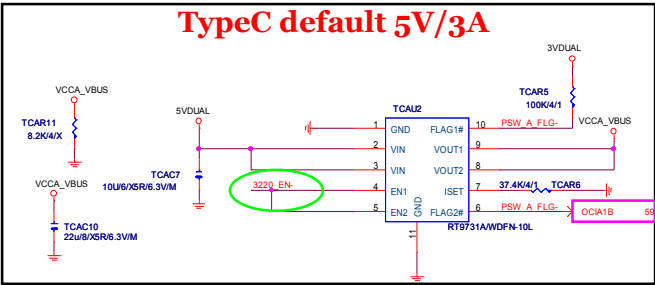 TypeC default 5V/3A
3VDUAL
VCCA_VBUS
TCAR5
100K/4/1
TCAR11
8.2K/4/X
5VDUAL
TCAU2
VCCA_VBUS
1 GND FLAG1# 10 PSW_A_FLG-
2 VIN VOUT1 9
3 VIN VOUT2 8
TCAC7
10U/6/X5R/6.3V/M
VCCA_VBUS
3220_EN- 4 EN1 ISET 7 37.4K/4/1 TCAR6
5 EN2 GND FLAG2# 6 PSW_A_FLG- OCIA1B 59
TCAC10
22u/8/X5R/6.3V/M
11
RT9731A/WDFN-10L